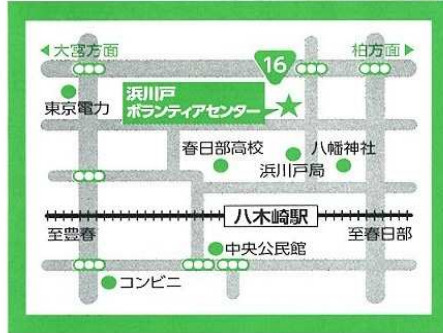 ◀大宮方面
柏方面▶
16
東京電力
浜川戸
ボランティアセンター
春日部高校
八幡神社
浜川戸局
八木崎駅
至豊春
至春日部
中央公民館
コンビニ